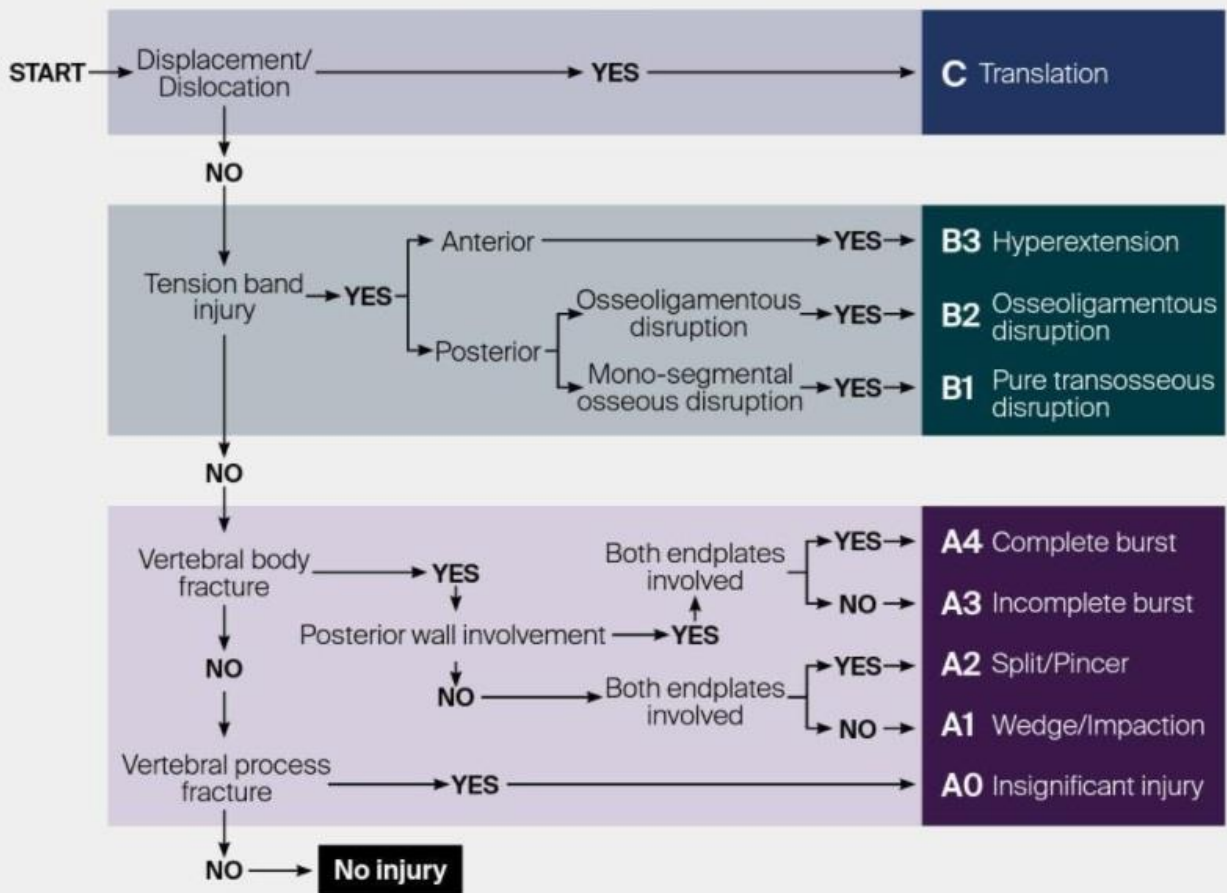 START
Displacement/
Dislocation
YES
C Translation
NO
Tension band
injury
YES
Anterior
YES
B3 Hyperextension
Posterior
Osseoligamentous
disruption
YES
B2 Osseoligamentous
disruption
Mono-segmental
osseous disruption
YES
B1 Pure transosseous
disruption
NO
Vertebral body
fracture
YES
Posterior wall involvement
YES
Both endplates
involved
YES
A4 Complete burst
NO
A3 Incomplete burst
NO
Both endplates
involved
YES
A2 Split/Pincer
NO
A1 Wedge/Impaction
NO
Vertebral process
fracture
YES
A0 Insignificant injury
NO
No injury